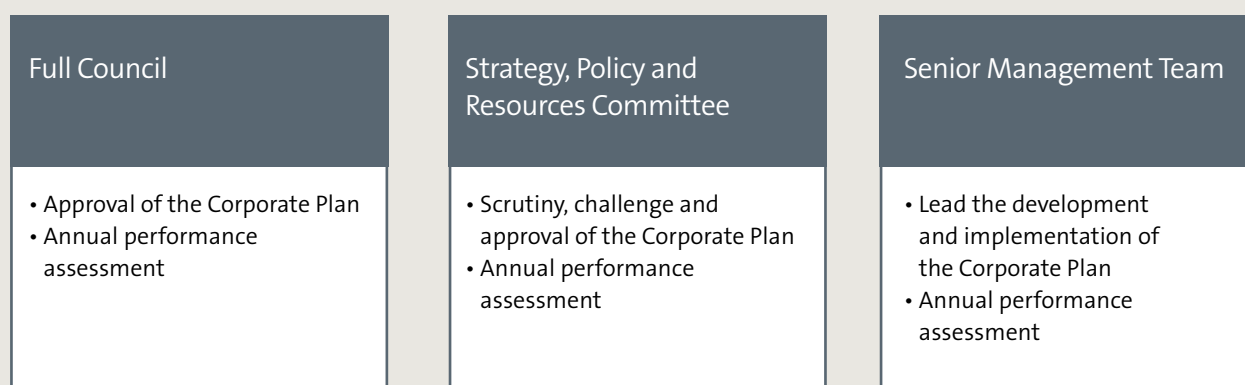 Full Council
• Approval of the Corporate Plan
• Annual performance
assessment
Strategy, Policy and
Resources Committee
• Scrutiny, challenge and
approval of the Corporate Plan
• Annual performance
assessment
Senior Management Team
• Lead the development
and implementation of
the Corporate Plan
• Annual performance
assessment